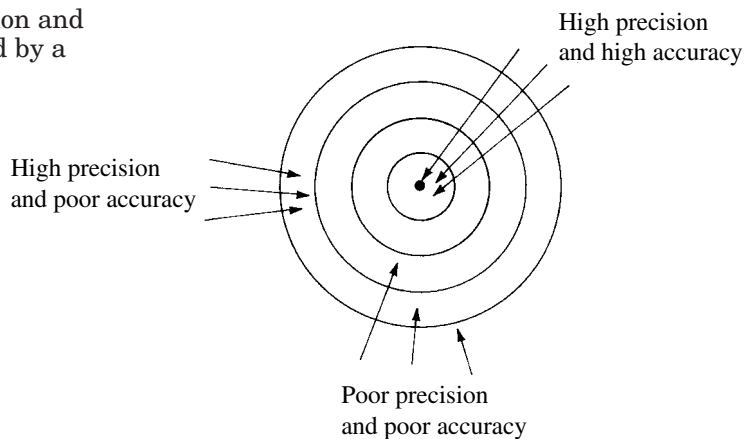 on and
d by a
High precision
and high accuracy
High precision
and poor accuracy
Poor precision
and poor accuracy